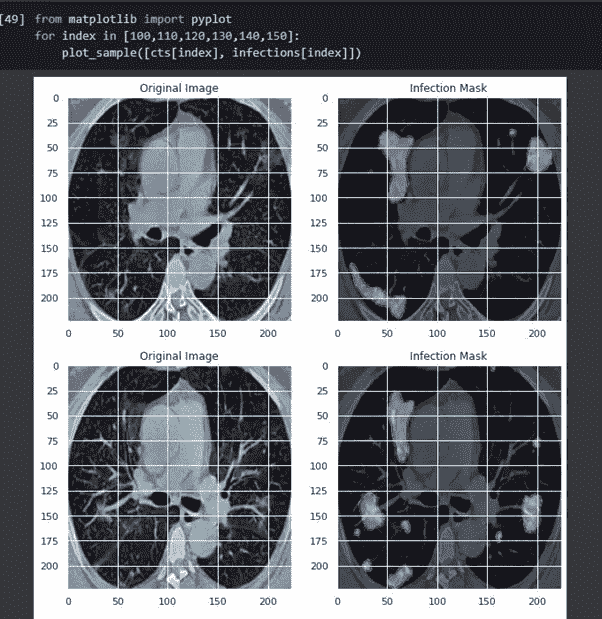 [49] from matplotlib import pyplot
for index in [100,110,120,130,140,150]:
plot_sample([cts[index], infections[index]])
Original Image Infection Mask
0 0
25 25
50 50
75 75
100 100
125 125
150 150
175 175
200 200
0 50 100 150 200 0 50 100 150 200
Original Image Infection Mask
0 0
25 25
50 50
75 75
100 100
125 125
150 150
175 175
200 200
0 50 100 150 200 0 50 100 150 200